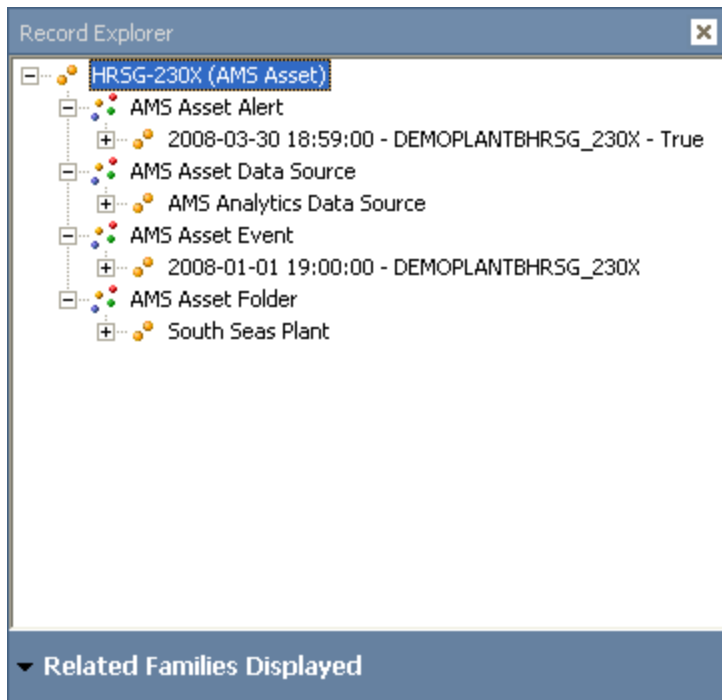 Record Explorer
HRSG-230X (AMS Asset)
AMS Asset Alert
2008-03-30 18:59:00 - DEMOPLANTBHRSG_230X - True
AMS Asset Data Source
AMS Analytics Data Source
AMS Asset Event
2008-01-01 19:00:00 - DEMOPLANTBHRSG_230X
AMS Asset Folder
South Seas Plant
Related Families Displayed